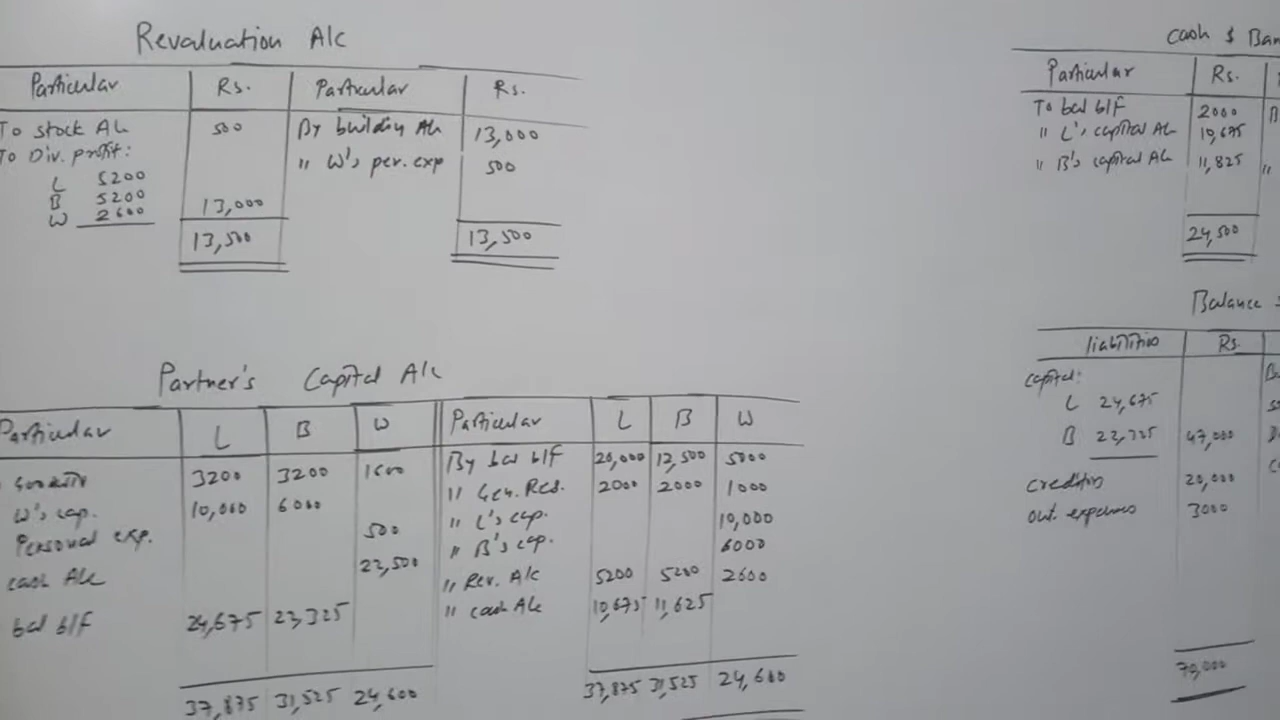 Revaluation A/c
Particular Rs. Particular Rs.
To stock A/c 500 By building A/c 13,000
To Div. profit: " W's per. exp 500
L 5200
B 5200
W 2600 13,000
13,500 13,500
Partner's Capital A/c
Particular L B W Particular L B W
3200 3200 By bal b/f 20,000 12,500 5000
W's cap. 10,000 6000 " Gen. Res. 2000 2000 1000
Personal exp. 500 " L's cap. 10,000
" B's cap. 6000
cash A/c 22,500 " Rev. A/c 5200 5200 2600
bal b/f 24,675 23,325 " cash A/c 10,675 11,625
37,875 31,525 24,600 37,875 31,525 24,600
Cash $ Ban
Particular Rs.
To bal b/f 2000 B
" L's capital A/c 10,675
" B's capital A/c 11,825 "
24,500
Balance
liabilities Rs.
capital: Ba
L 24,675
B 47,000
creditors 20,000
out. expenses 3000
70,000